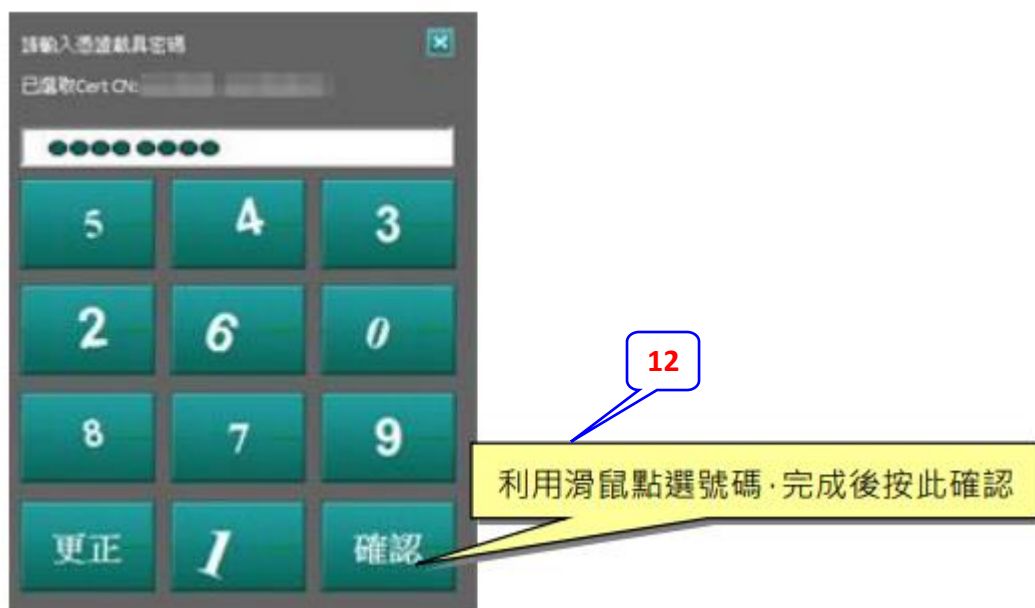 請輸入憑證載具密碼
已選取Cert CN:
5 4 3
2 6 0
8 7 9
更正 1 確認
12
利用滑鼠點選號碼，完成後按此確認